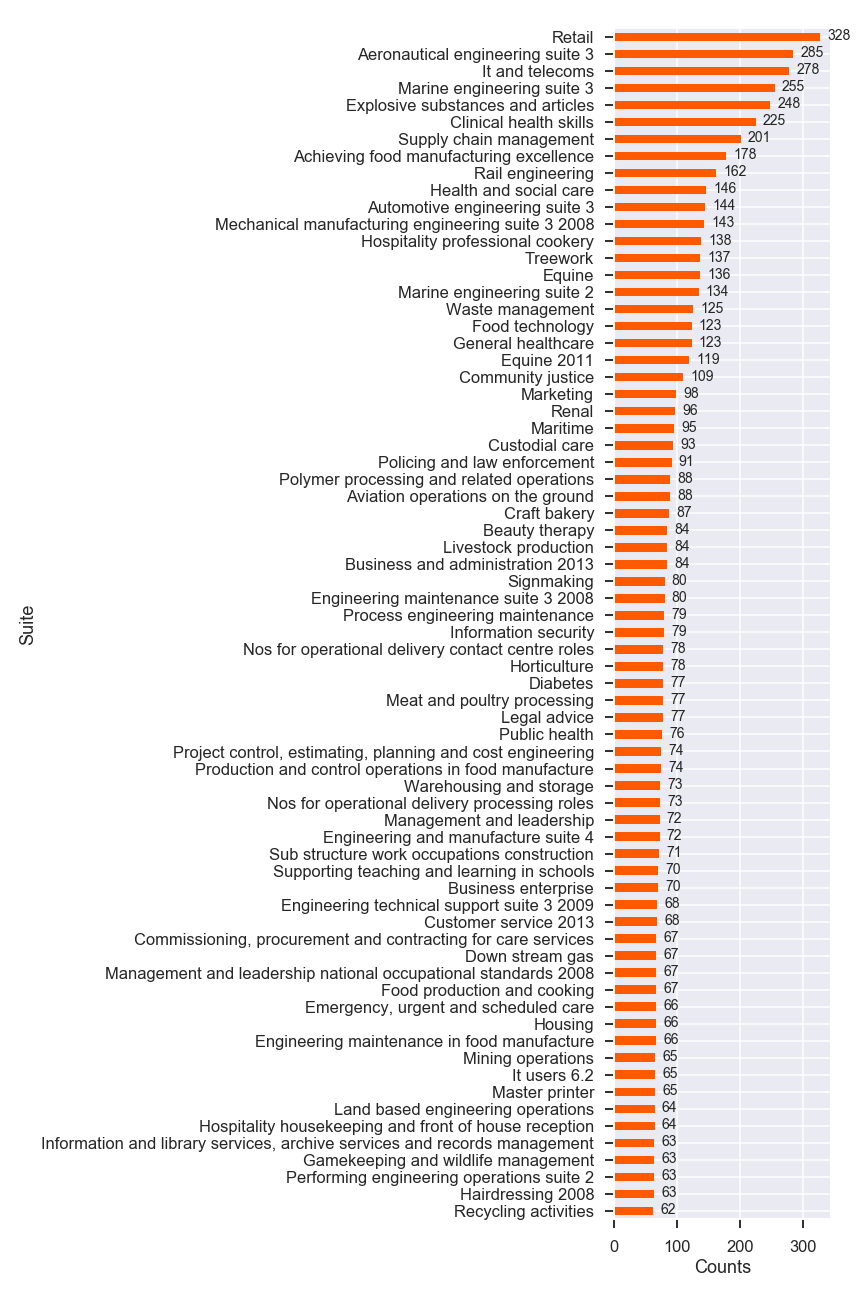 Retail 328
Aeronautical engineering suite 3 285
It and telecoms 278
Marine engineering suite 3 255
Explosive substances and articles 248
Clinical health skills 225
Supply chain management 201
Achieving food manufacturing excellence 178
Rail engineering 162
Health and social care 146
Automotive engineering suite 3 144
Mechanical manufacturing engineering suite 3 2008 143
Hospitality professional cookery 138
Treework 137
Equine 136
Marine engineering suite 2 134
Waste management 125
Food technology 123
General healthcare 123
Equine 2011 119
Community justice 109
Marketing 98
Renal 96
Maritime 95
Custodial care 93
Policing and law enforcement 91
Polymer processing and related operations 88
Aviation operations on the ground 88
Craft bakery 87
Beauty therapy 84
Livestock production 84
Business and administration 2013 84
Signmaking 80
Engineering maintenance suite 3 2008 80
Process engineering maintenance 79
Information security 79
Nos for operational delivery contact centre roles 78
Horticulture 78
Diabetes 77
Meat and poultry processing 77
Legal advice 77
Public health 76
Project control, estimating, planning and cost engineering 74
Production and control operations in food manufacture 74
Warehousing and storage 73
Nos for operational delivery processing roles 73
Management and leadership 72
Engineering and manufacture suite 4 72
Sub structure work occupations construction 71
Supporting teaching and learning in schools 70
Business enterprise 70
Engineering technical support suite 3 2009 68
Customer service 2013 68
Commissioning, procurement and contracting for care services 67
Down stream gas 67
Management and leadership national occupational standards 2008 67
Food production and cooking 67
Emergency, urgent and scheduled care 66
Housing 66
Engineering maintenance in food manufacture 66
Mining operations 65
It users 6.2 65
Master printer 65
Land based engineering operations 64
Hospitality housekeeping and front of house reception 64
Information and library services, archive services and records management 63
Gamekeeping and wildlife management 63
Performing engineering operations suite 2 63
Hairdressing 2008 63
Recycling activities 62
Suite
0 100 200 300
Counts